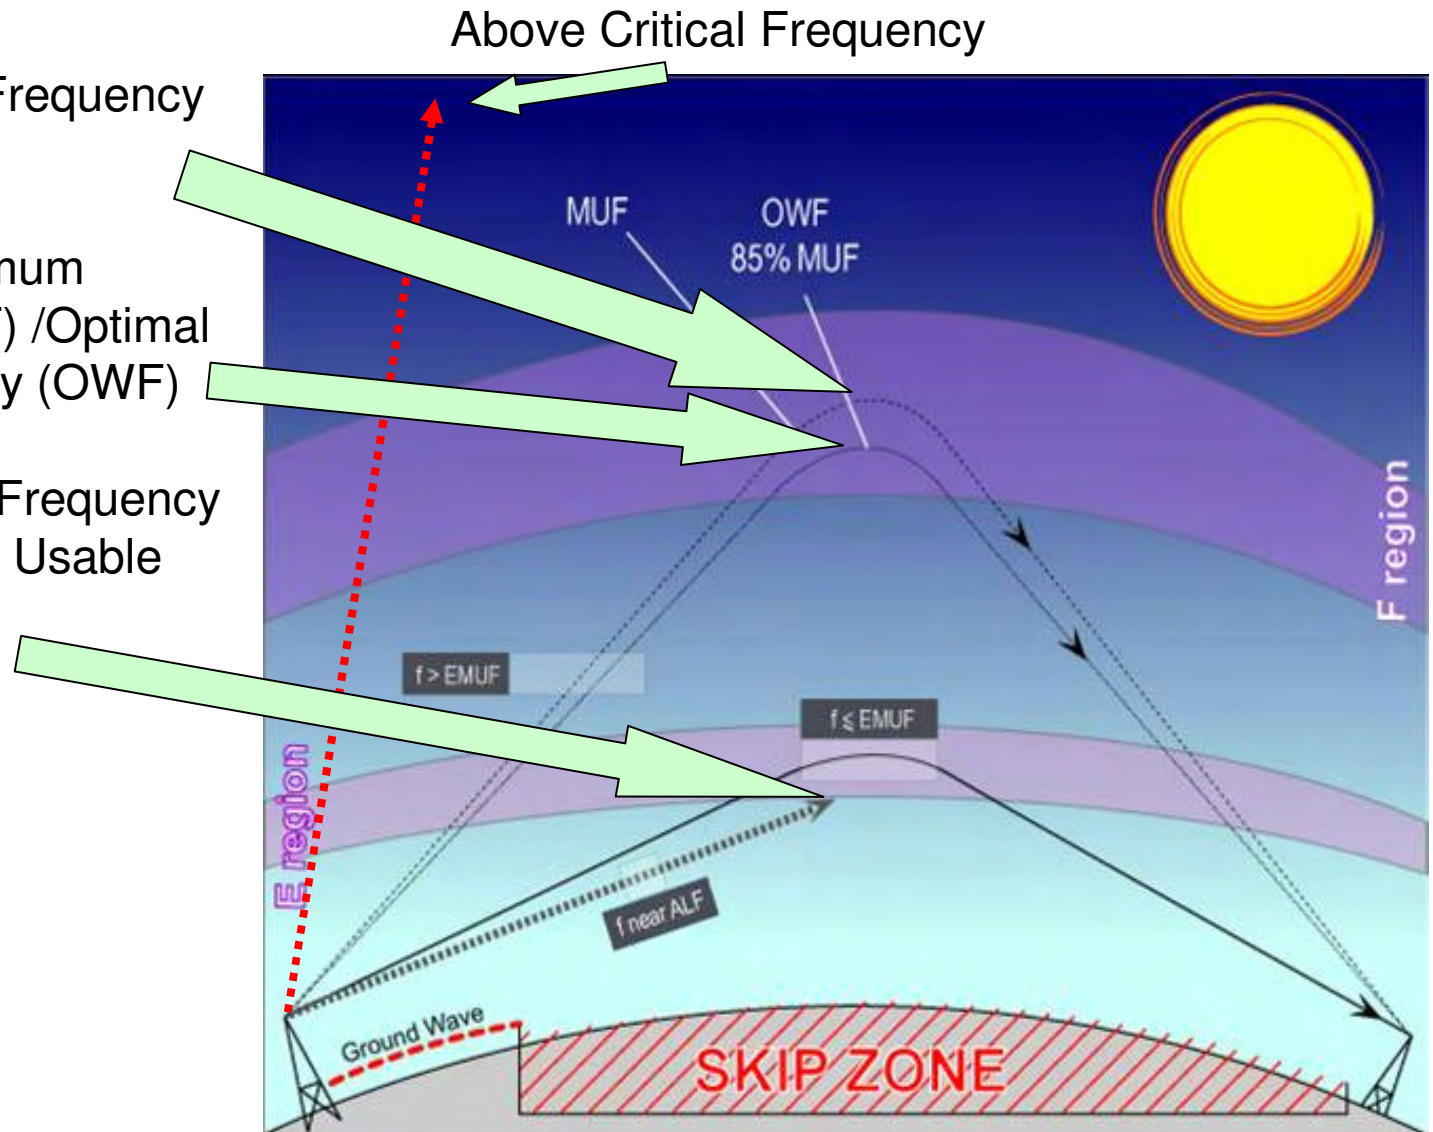 Above Critical Frequency
Frequency
mum
) /Optimal
y (OWF)
Frequency
Usable
MUF
OWF
85% MUF
F region
f > EMUF
f ≤ EMUF
E region
f near ALF
Ground Wave
SKIP ZONE